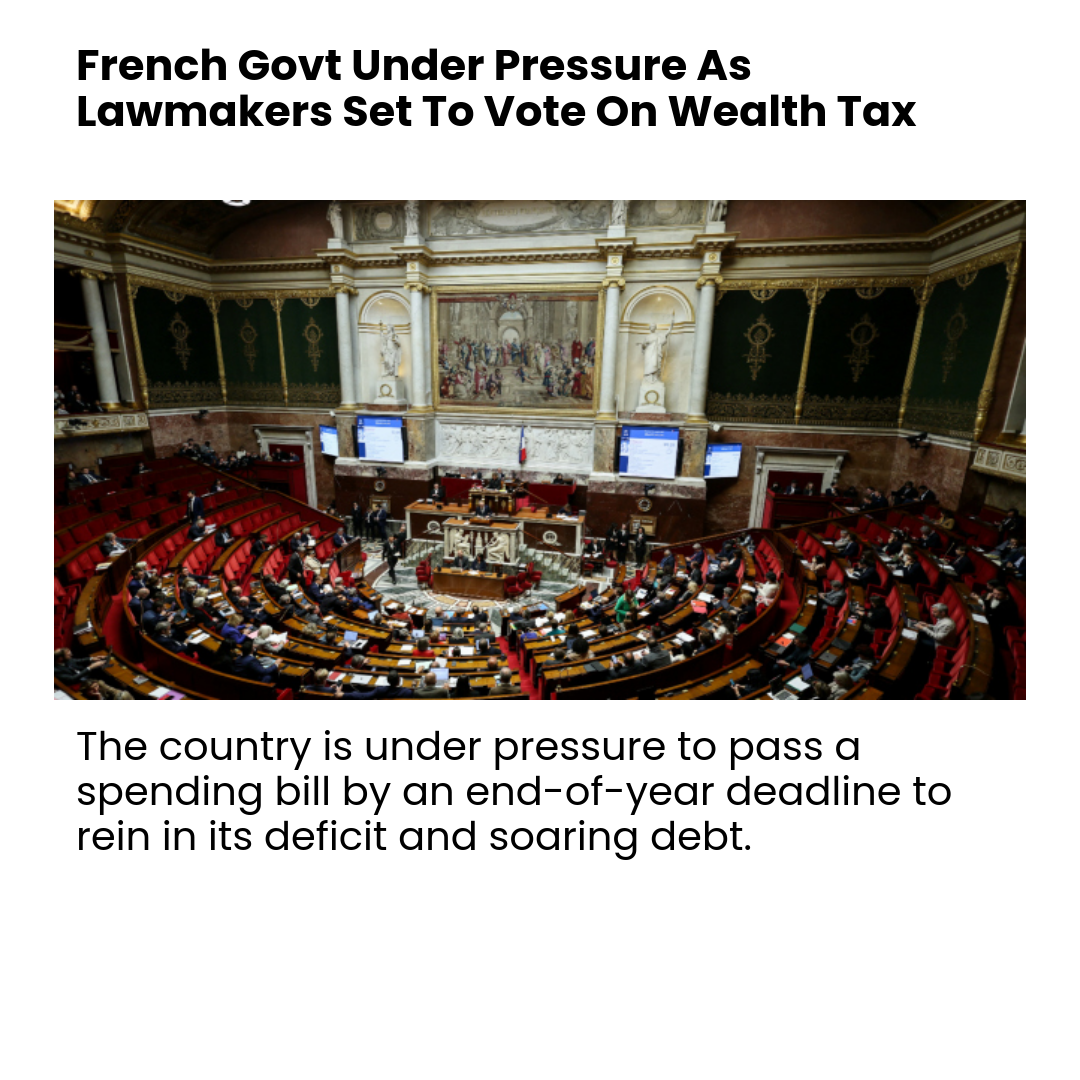 French Govt Under Pressure As
Lawmakers Set To Vote On Wealth Tax
The country is under pressure to pass a
spending bill by an end-of-year deadline to
rein in its deficit and soaring debt.